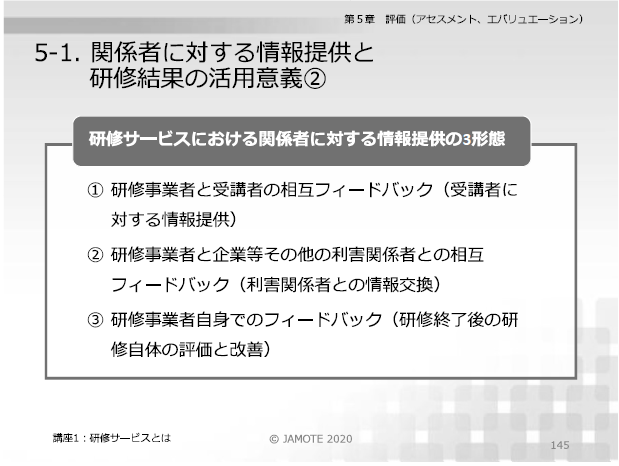 第５章　評価（アセスメント、エバリュエーション）
5-1. 関係者に対する情報提供と
研修結果の活用意義②
研修サービスにおける関係者に対する情報提供の3形態
① 研修事業者と受講者の相互フィードバック（受講者に
対する情報提供）
② 研修事業者と企業等その他の利害関係者との相互
フィードバック（利害関係者との情報交換）
③ 研修事業者自身でのフィードバック（研修終了後の研
修自体の評価と改善）
講座1：研修サービスとは
© JAMOTE 2020
145